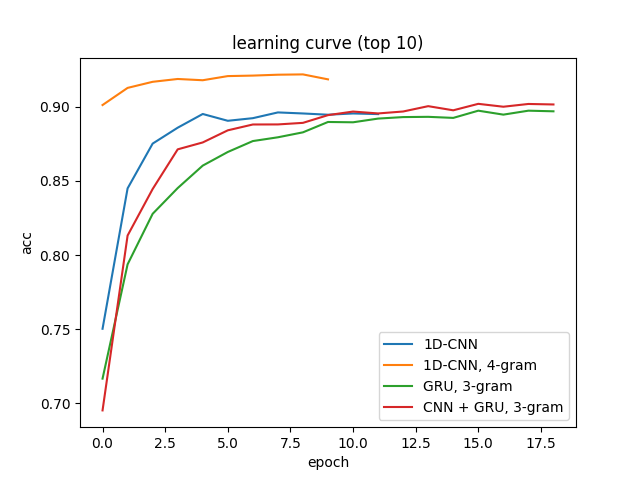 learning curve (top 10)
acc
0.90
0.85
0.80
0.75
0.70
1D-CNN
1D-CNN, 4-gram
GRU, 3-gram
CNN + GRU, 3-gram
0.0 2.5 5.0 7.5 10.0 12.5 15.0 17.5
epoch